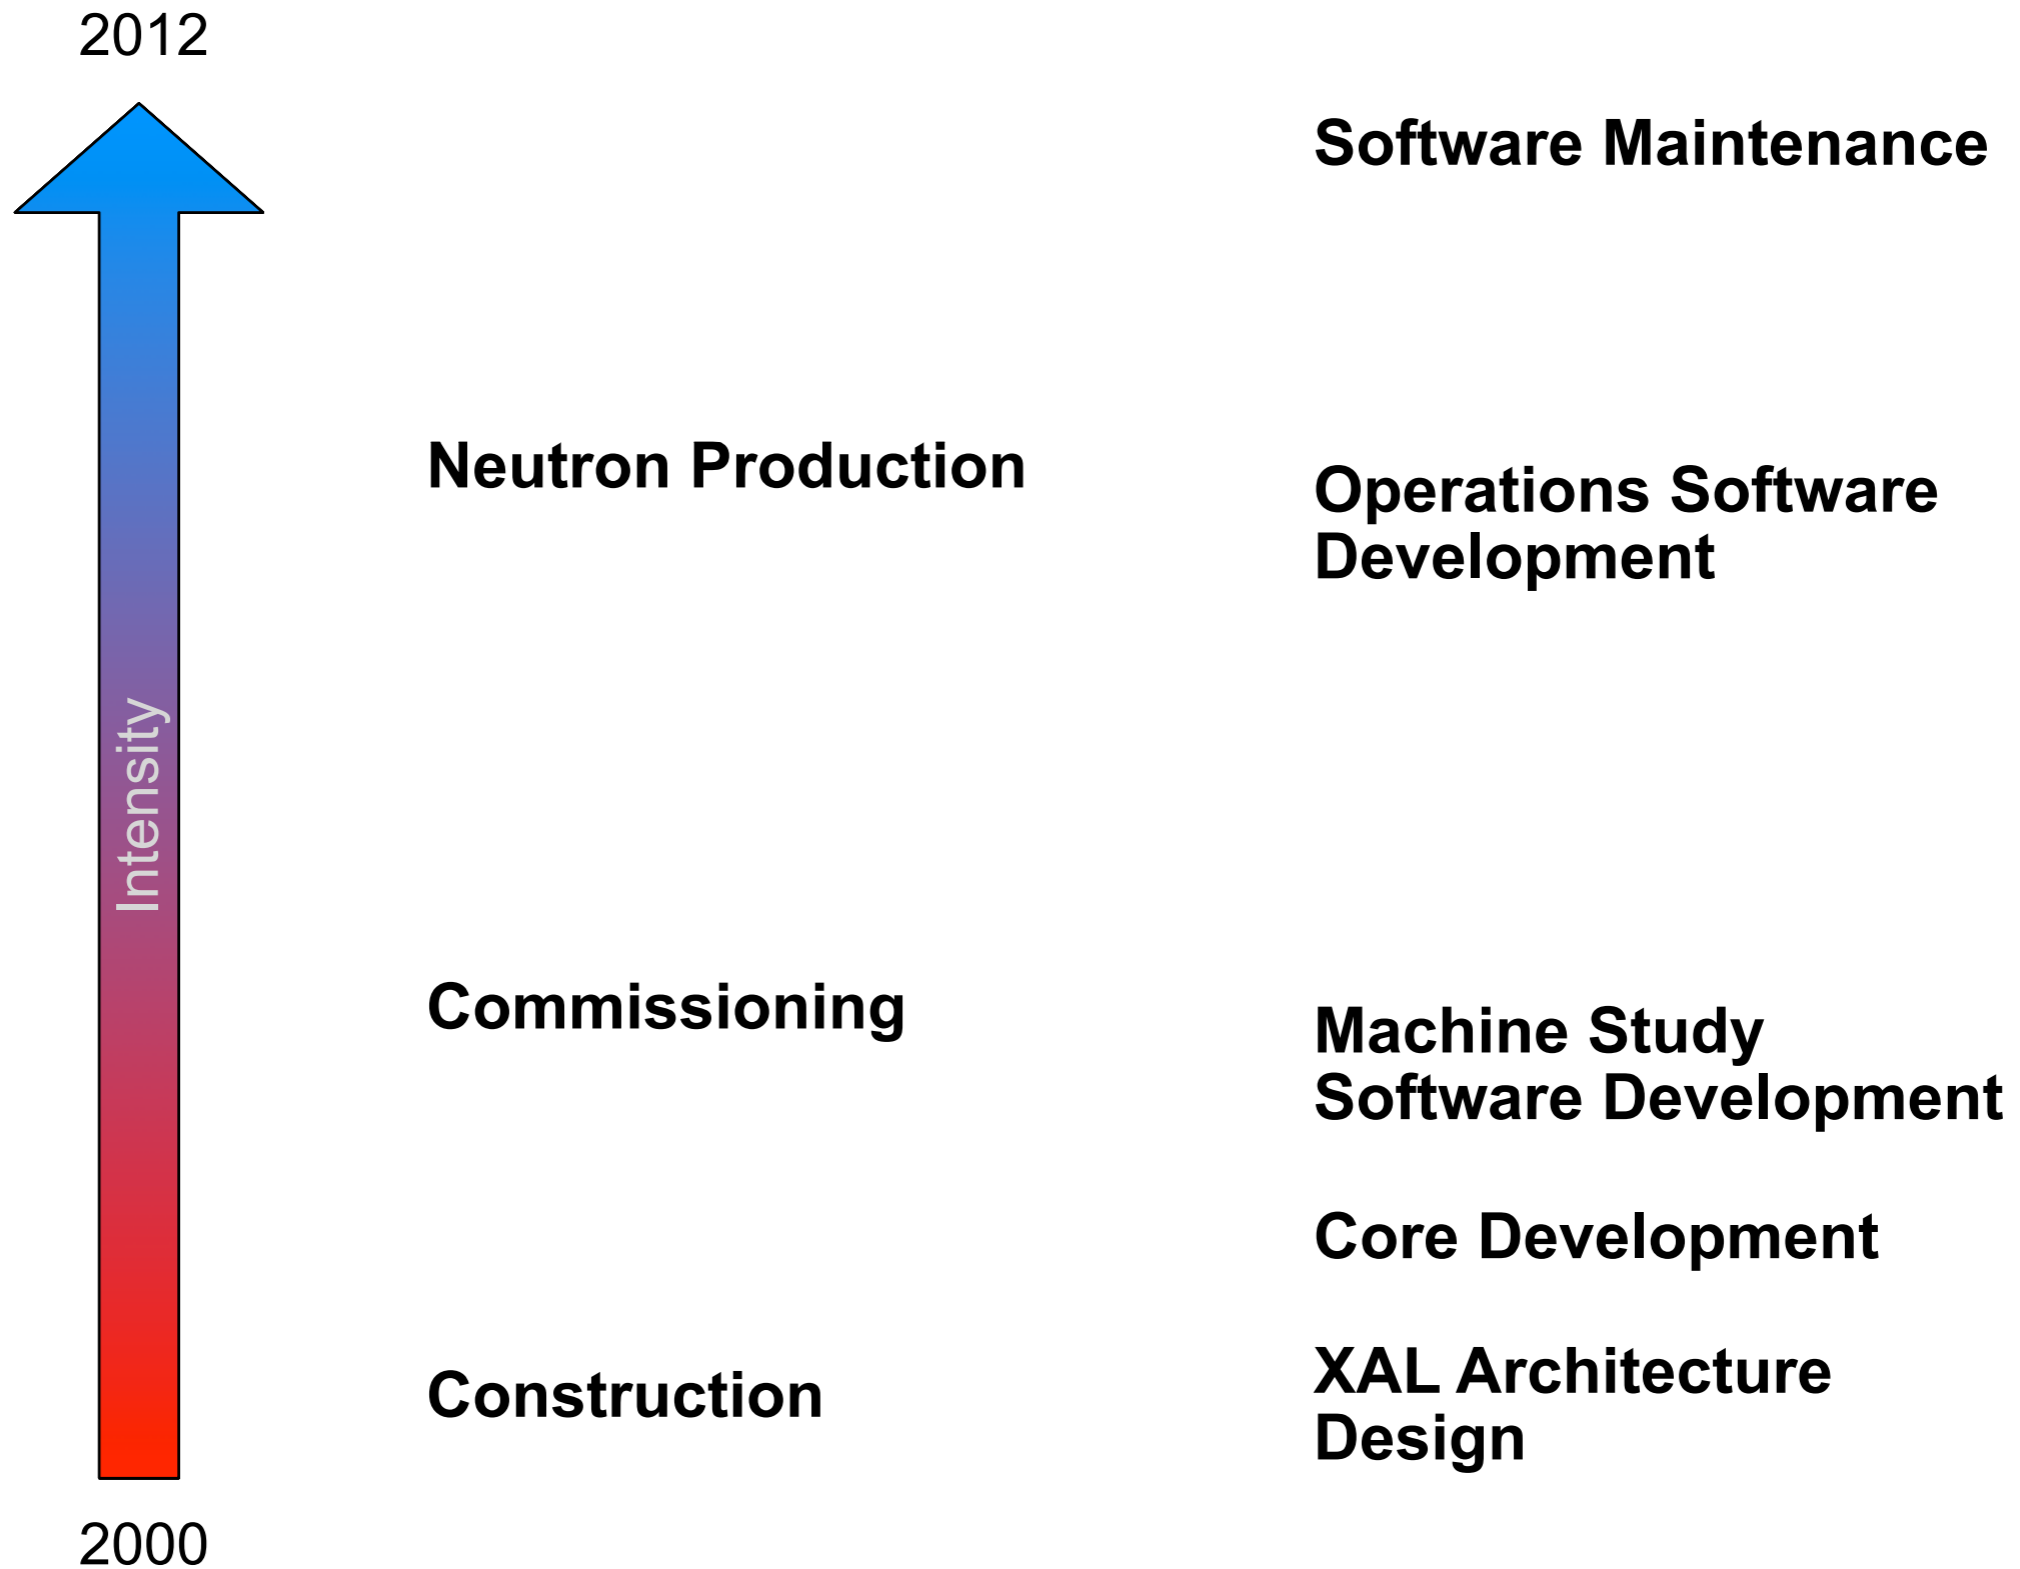 2012
Software Maintenance
Neutron Production
Operations Software
Development
Intensity
Commissioning
Machine Study
Software Development
Core Development
Construction
XAL Architecture
Design
2000